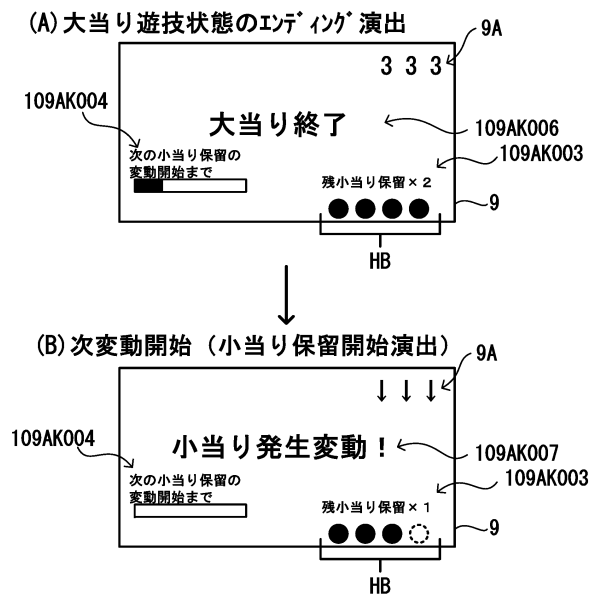 (A)大当り遊技状態のｴﾝﾃﾞｨﾝｸﾞ演出
9A
3 3 3
109AK004
大当り終了
109AK006
次の小当り保留の
変動開始まで
109AK003
残小当り保留×2
9
HB
(B)次変動開始（小当り保留開始演出）
9A
↓ ↓ ↓
109AK004
小当り発生変動！
109AK007
次の小当り保留の
変動開始まで
109AK003
残小当り保留×1
9
HB